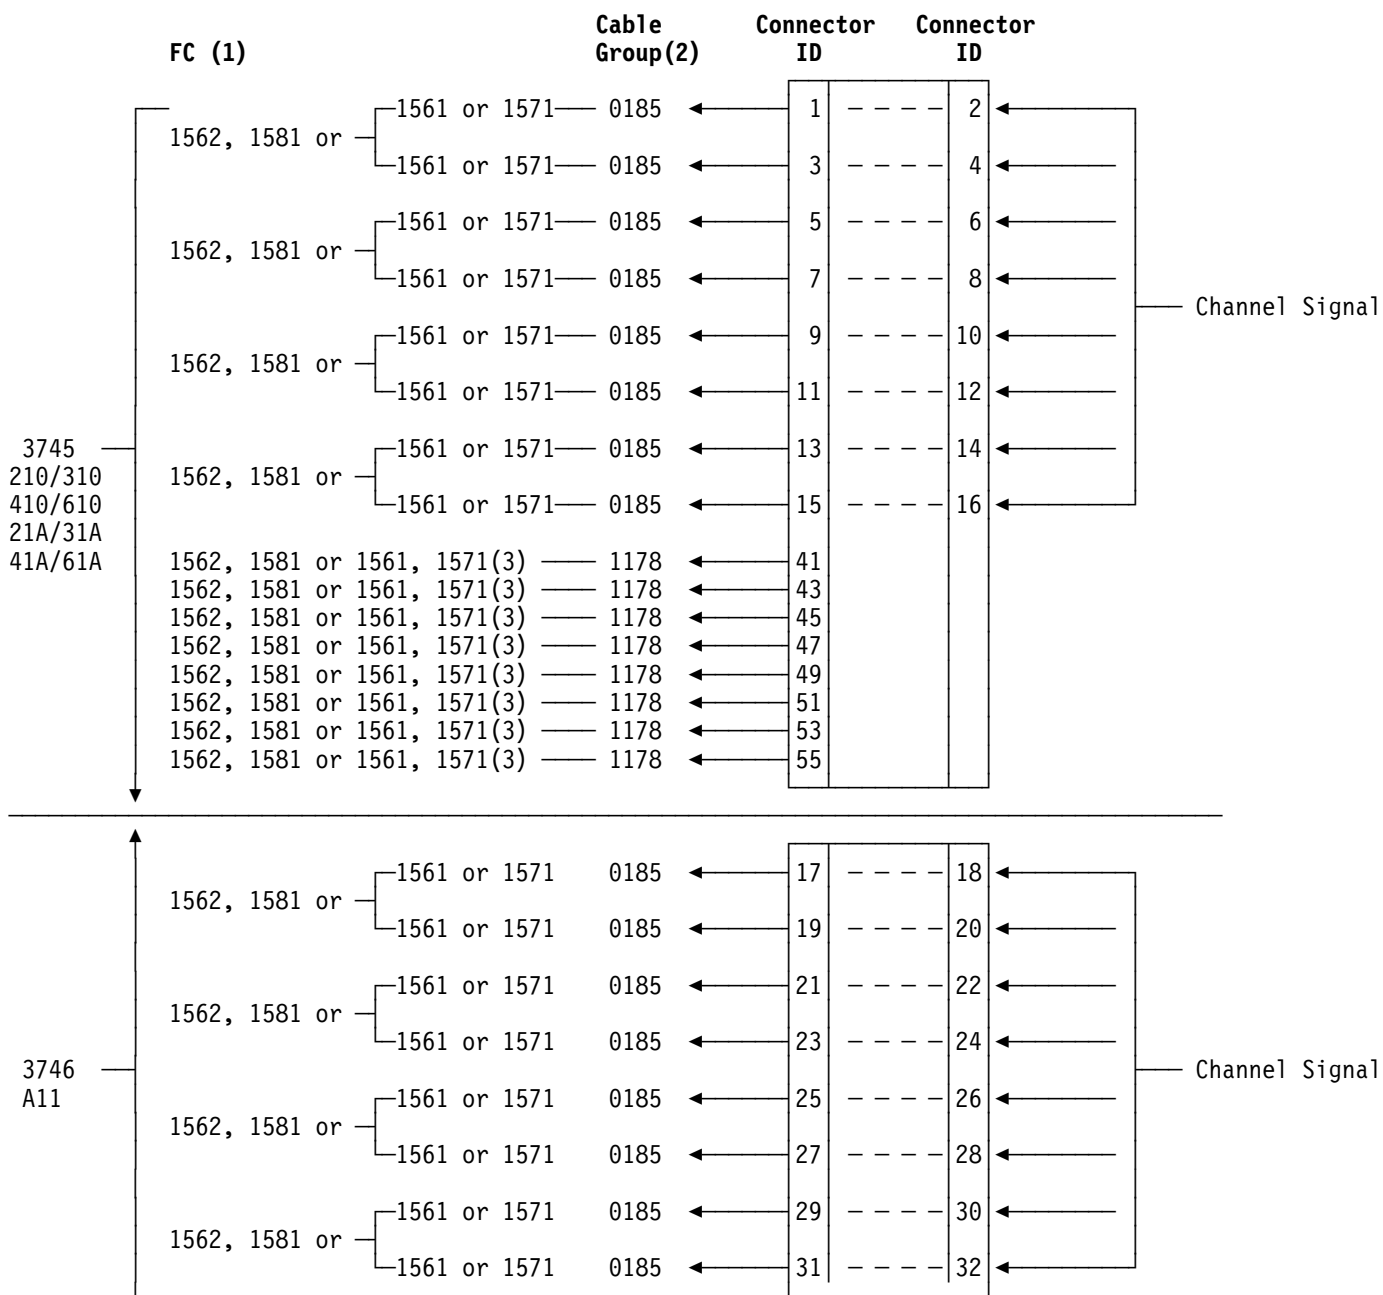 Cable Connector Connector
FC (1) Group(2) ID ID
1561 or 1571 0185 1 2
1562, 1581 or
1561 or 1571 0185 3 4
1561 or 1571 0185 5 6
1562, 1581 or
1561 or 1571 0185 7 8
Channel Signal
1561 or 1571 0185 9 10
1562, 1581 or
1561 or 1571 0185 11 12
3745 1561 or 1571 0185 13 14
210/310 1562, 1581 or
410/610 1561 or 1571 0185 15 16
21A/31A
41A/61A 1562, 1581 or 1561, 1571(3) 1178 41
1562, 1581 or 1561, 1571(3) 1178 43
1562, 1581 or 1561, 1571(3) 1178 45
1562, 1581 or 1561, 1571(3) 1178 47
1562, 1581 or 1561, 1571(3) 1178 49
1562, 1581 or 1561, 1571(3) 1178 51
1562, 1581 or 1561, 1571(3) 1178 53
1562, 1581 or 1561, 1571(3) 1178 55
1561 or 1571 0185 17 18
1562, 1581 or
1561 or 1571 0185 19 20
1561 or 1571 0185 21 22
1562, 1581 or
1561 or 1571 0185 23 24
3746 Channel Signal
A11 1561 or 1571 0185 25 26
1562, 1581 or
1561 or 1571 0185 27 28
1561 or 1571 0185 29 30
1562, 1581 or
1561 or 1571 0185 31 32